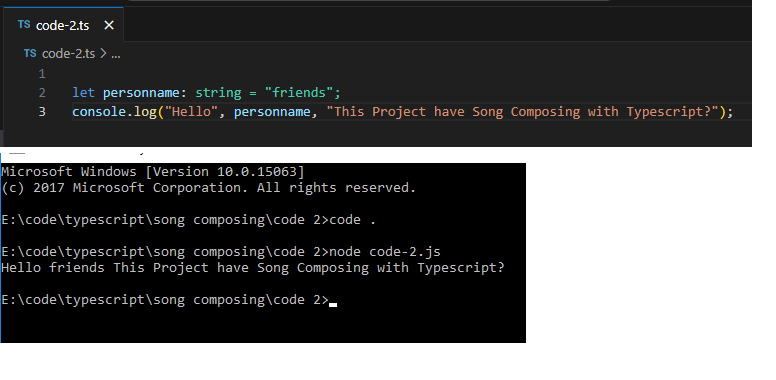 TS code-2.ts ×
TS code-2.ts > ...
1
2 let personname: string = "friends";
3 console.log("Hello", personname, "This Project have Song Composing with Typescript?");
Microsoft Windows [Version 10.0.15063]
(c) 2017 Microsoft Corporation. All rights reserved.
E:\code\typescript\song composing\code 2>code .
E:\code\typescript\song composing\code 2>node code-2.js
Hello friends This Project have Song Composing with Typescript?
E:\code\typescript\song composing\code 2>